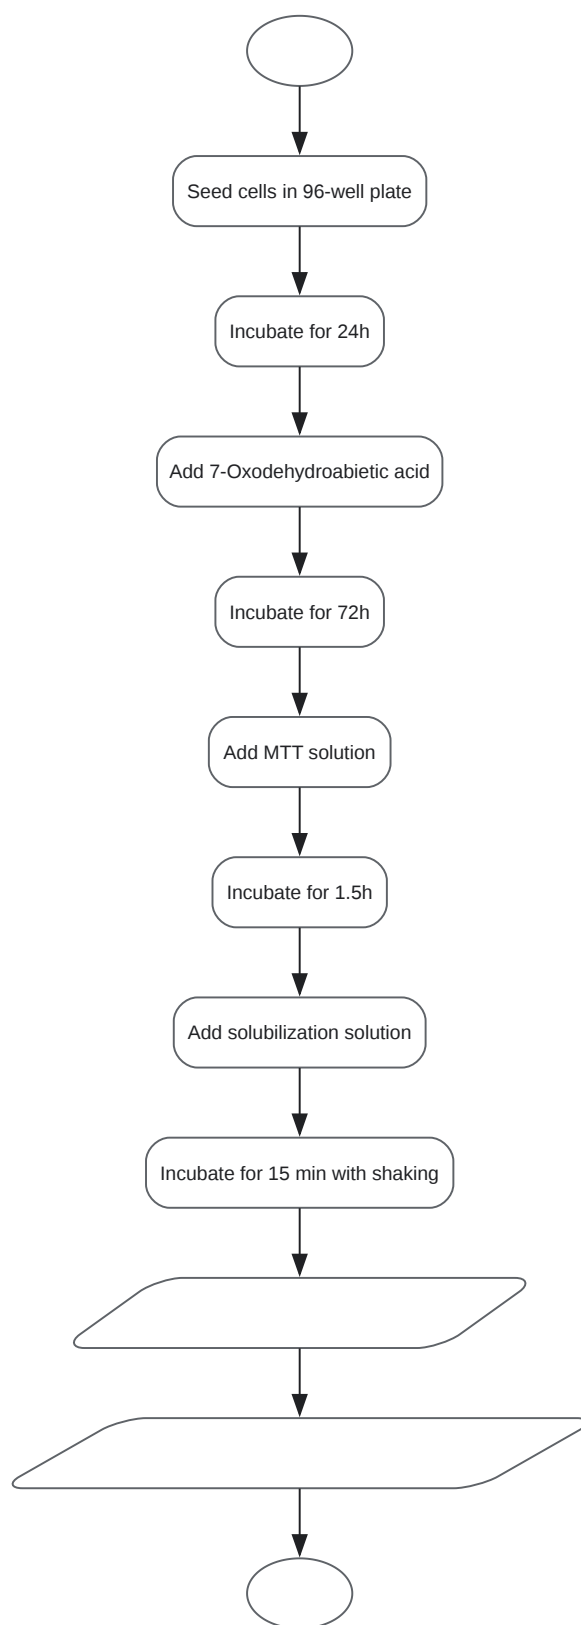 Seed cells in 96-well plate
Incubate for 24h
Add 7-Oxodehydroabietic acid
Incubate for 72h
Add MTT solution
Incubate for 1.5h
Add solubilization solution
Incubate for 15 min with shaking